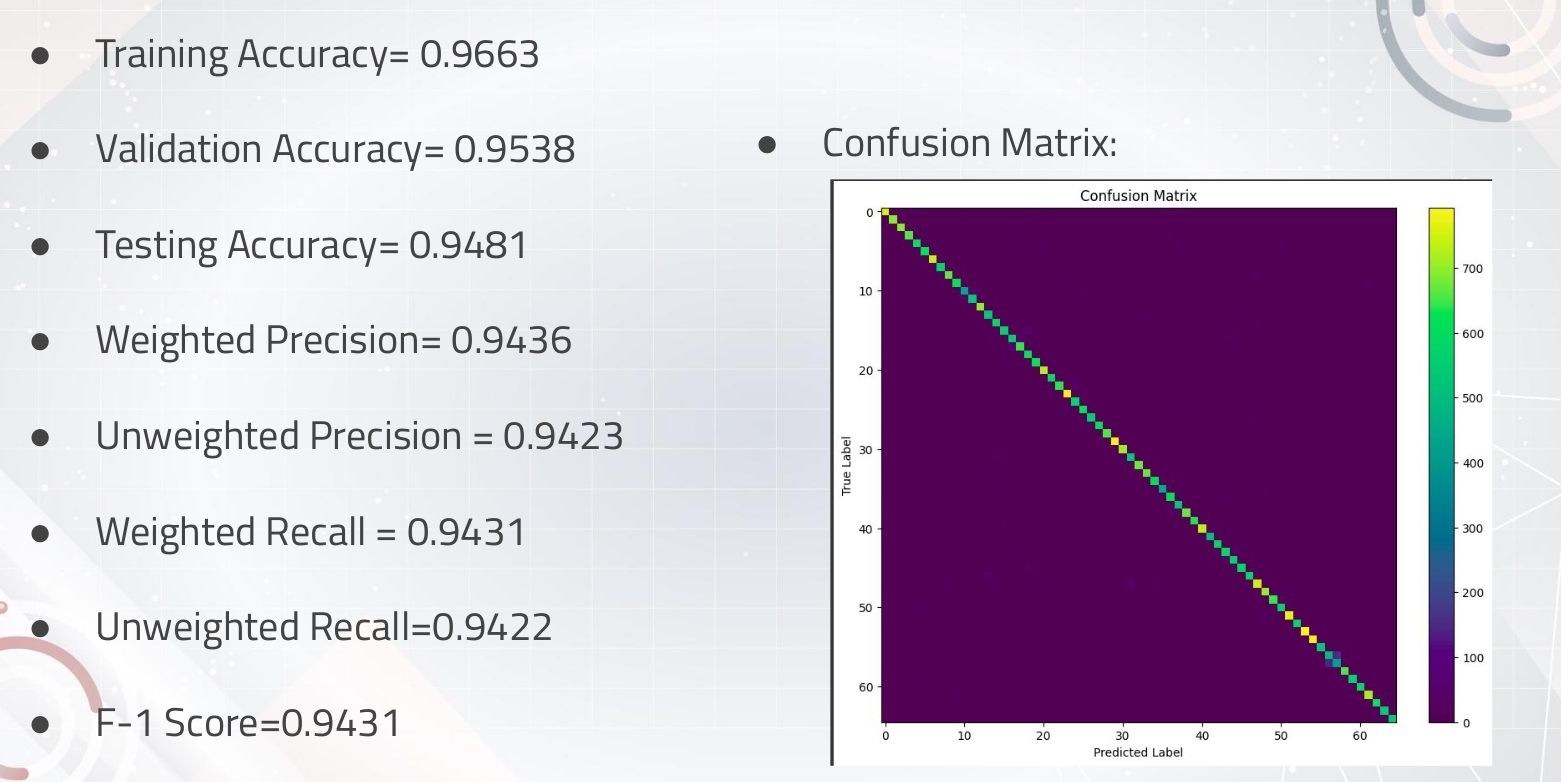 Training Accuracy= 0.9663
Validation Accuracy= 0.9538
Testing Accuracy= 0.9481
Weighted Precision= 0.9436
Unweighted Precision = 0.9423
Weighted Recall = 0.9431
Unweighted Recall=0.9422
F-1 Score=0.9431
Confusion Matrix:
Confusion Matrix
True Label
0
10
20
30
40
50
60
0 10 20 30 40 50 60
Predicted Label
700
600
500
400
300
200
100
0